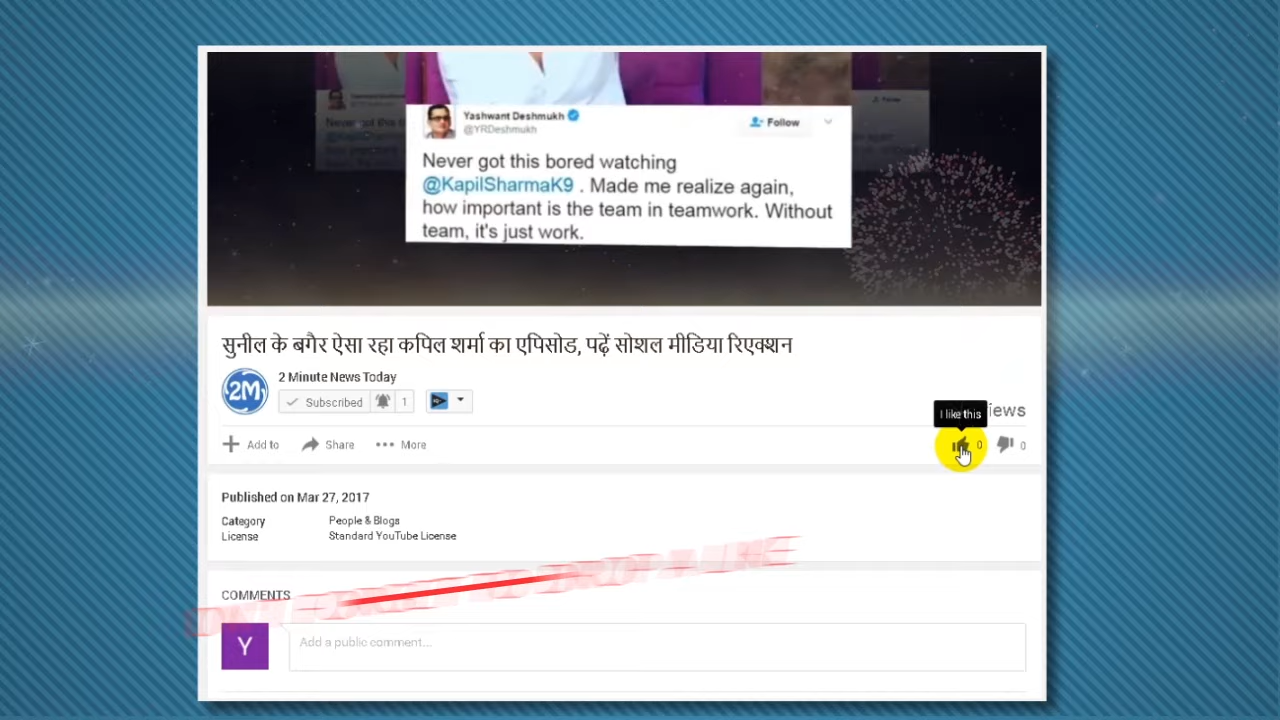 Yashwant Deshmukh
@YRDeshmukh
Follow
Never got this bored watching
@KapilSharmaK9 . Made me realize again,
how important is the team in teamwork. Without
team, it's just work.
सुनील के बगैर ऐसा रहा कपिल शर्मा का एपिसोड, पढ़ें सोशल मीडिया रिएक्शन
2M
2 Minute News Today
Subscribed 1
I like this
Add to Share More 0 0
Published on Mar 27, 2017
Category People & Blogs
License Standard YouTube License
COMMENTS
Y
Add a public comment...